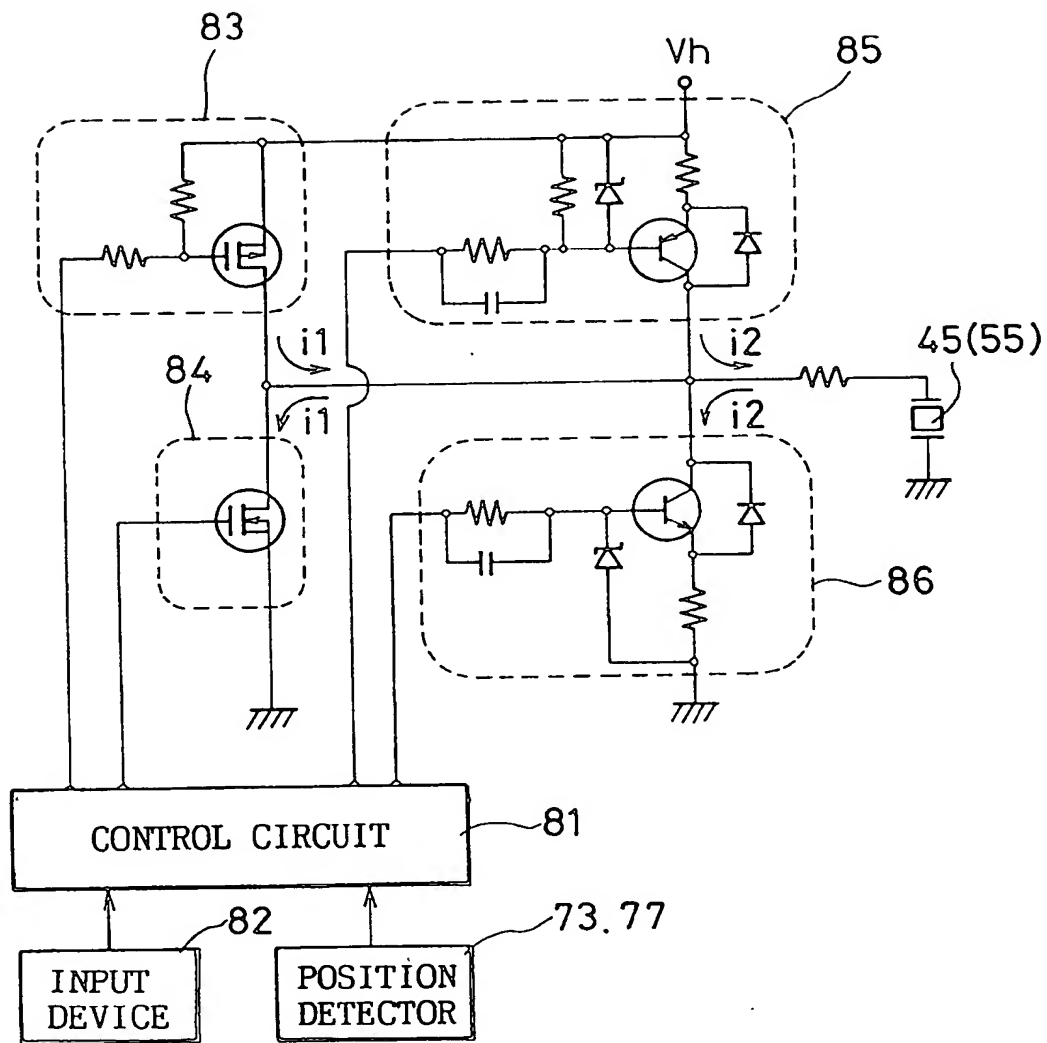 83
Vh
85
i1
i2
45(55)
84
i1
i2
86
CONTROL CIRCUIT
81
82
73.77
INPUT
DEVICE
POSITION
DETECTOR